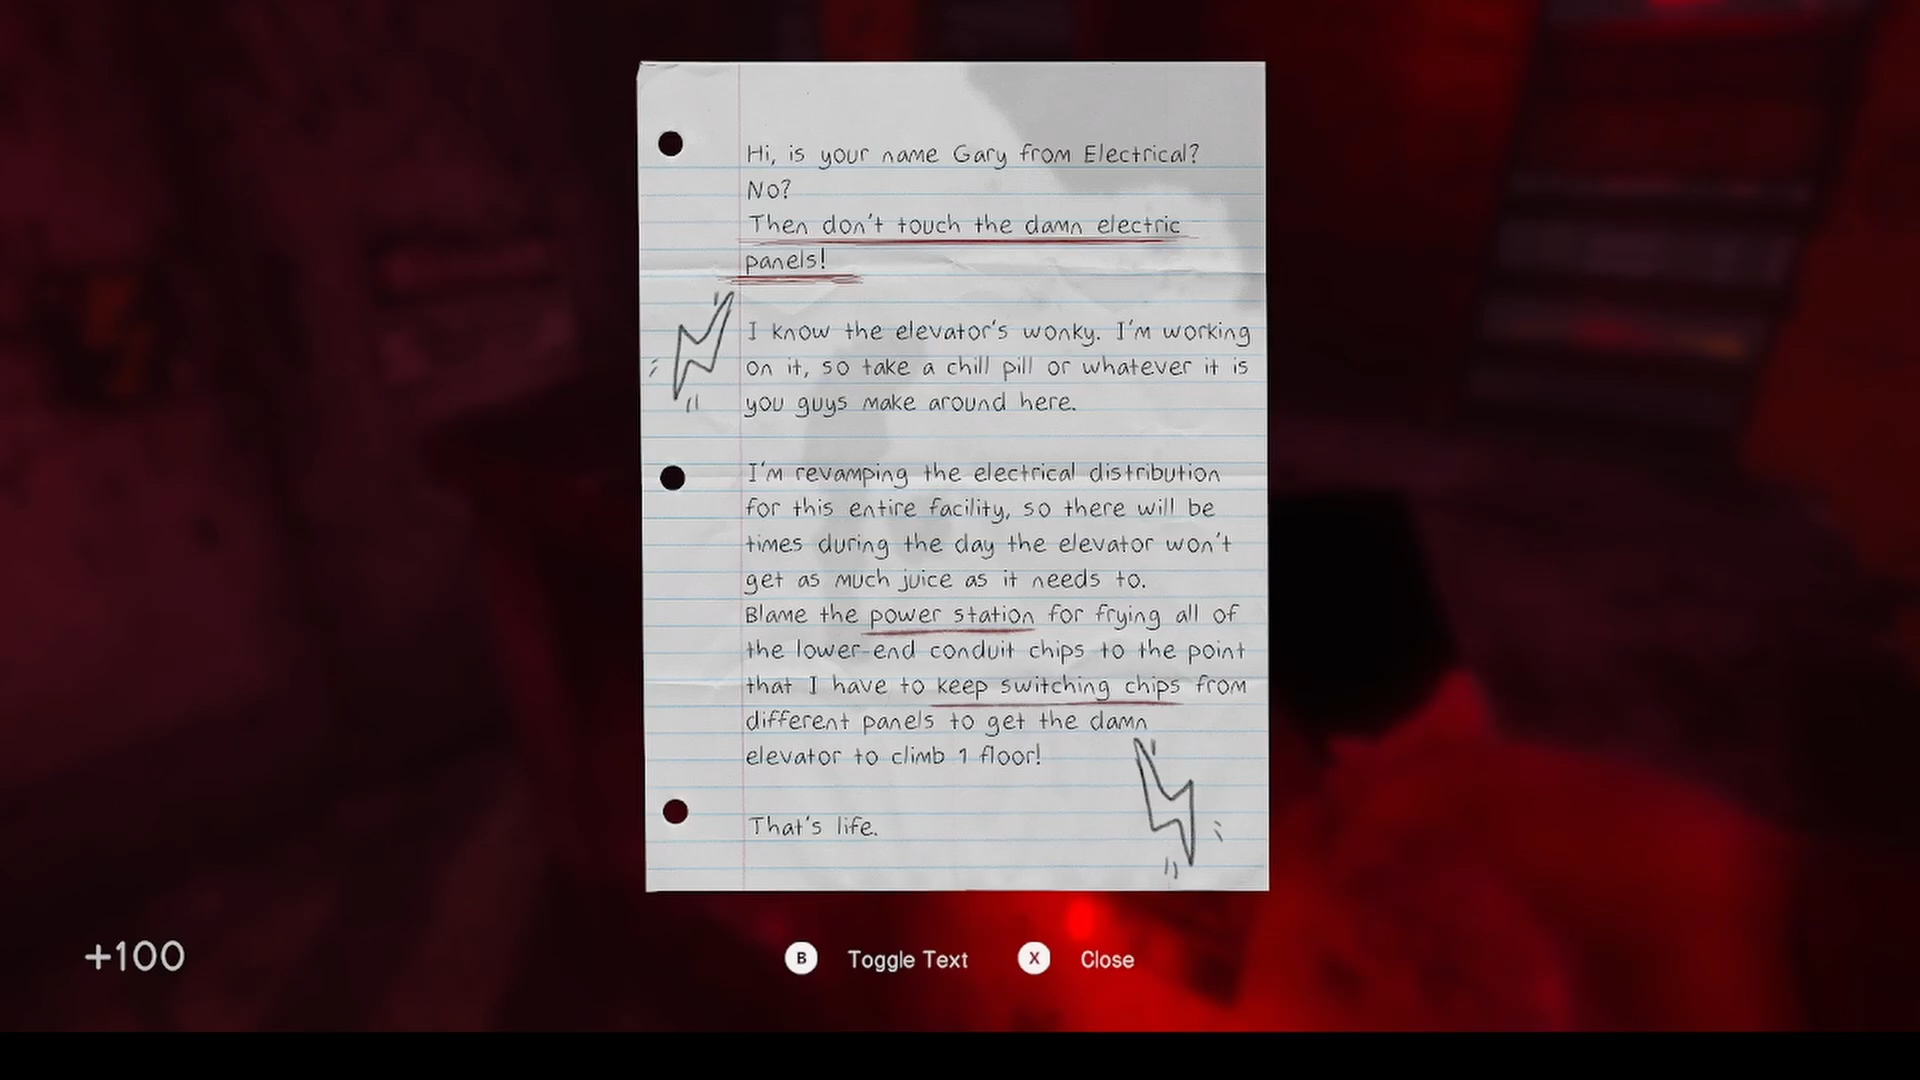 Hi, is your name Gary from Electrical?
No?
Then don't touch the damn electric
panels!
I know the elevator's wonky. I'm working
on it, so take a chill pill or whatever it is
you guys make around here.
I'm revamping the electrical distribution
for this entire facility, so there will be
times during the day the elevator won't
get as much juice as it needs to.
Blame the power station for frying all of
the lower-end conduit chips to the point
that I have to keep switching chips from
different panels to get the damn
elevator to climb 1 floor!
That's life.
+100
B Toggle Text X Close